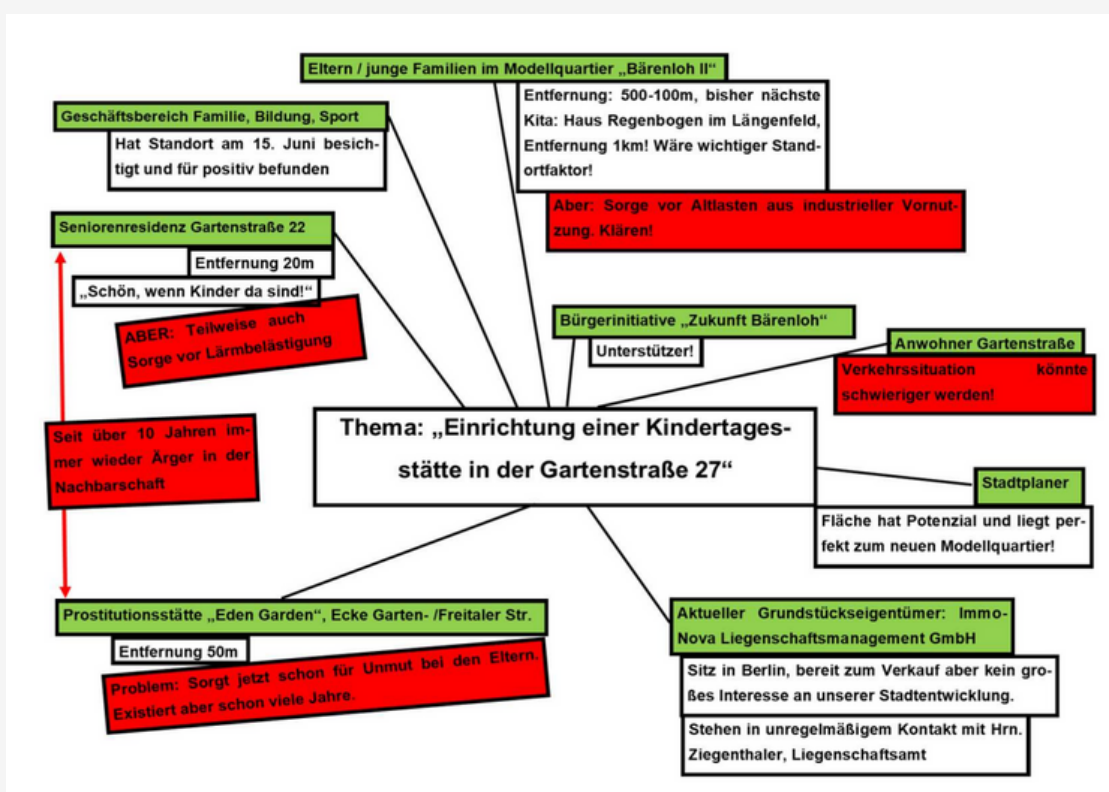 Eltern / junge Familien im Modellquartier „Bärenloh II“
Entfernung: 500-100m, bisher nächste
Kita: Haus Regenbogen im Längenfeld,
Entfernung 1km! Wäre wichtiger Stand-
ortfaktor!
Aber: Sorge vor Altlasten aus industrieller Vornut-
zung. Klären!
Geschäftsbereich Familie, Bildung, Sport
Hat Standort am 15. Juni besich-
tigt und für positiv befunden
Seniorenresidenz Gartenstraße 22
Entfernung 20m
„Schön, wenn Kinder da sind!“
ABER: Teilweise auch
Sorge vor Lärmbelästigung
Bürgerinitiative „Zukunft Bärenloh“
Unterstützer!
Anwohner Gartenstraße
Verkehrssituation könnte
schwieriger werden!
Thema: „Einrichtung einer Kindertages-
stätte in der Gartenstraße 27“
Seit über 10 Jahren im-
mer wieder Ärger in der
Nachbarschaft
Stadtplaner
Fläche hat Potenzial und liegt per-
fekt zum neuen Modellquartier!
Prostitutionsstätte „Eden Garden“, Ecke Garten- /Freitaler Str.
Entfernung 50m
Problem: Sorgt jetzt schon für Unmut bei den Eltern.
Existiert aber schon viele Jahre.
Aktueller Grundstückseigentümer: Immo-
Nova Liegenschaftsmanagement GmbH
Sitz in Berlin, bereit zum Verkauf aber kein gro-
ßes Interesse an unserer Stadtentwicklung.
Stehen in unregelmäßigem Kontakt mit Hrn.
Ziegenthaler, Liegenschaftsamt